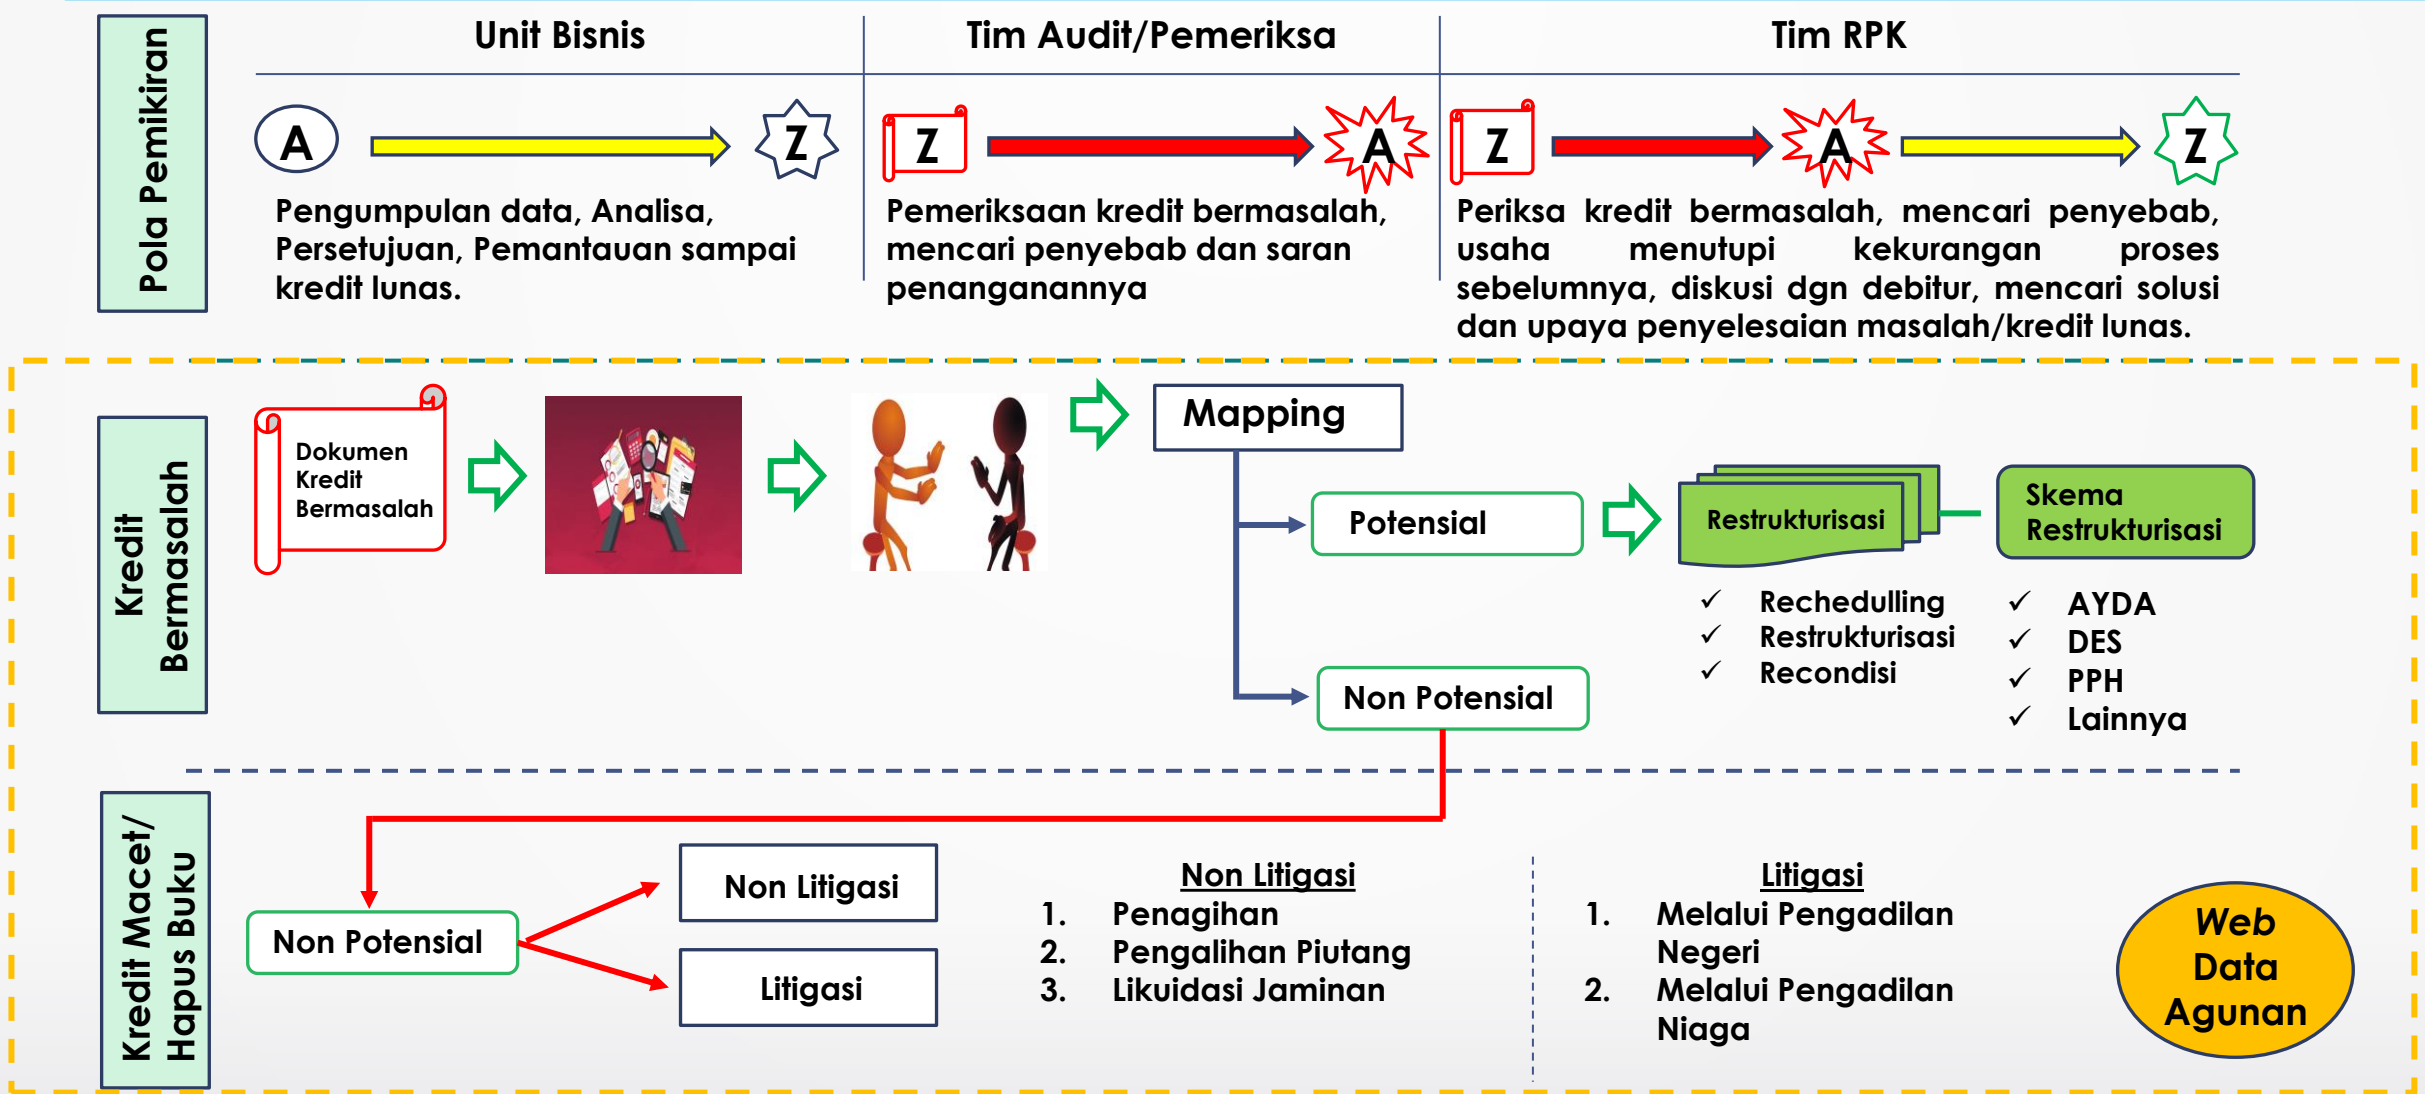 Pola Pemikiran
Unit Bisnis
A
Z
Pengumpulan data, Analisa,
Persetujuan, Pemantauan sampai
kredit lunas.
Tim Audit/Pemeriksa
Z
A
Pemeriksaan kredit bermasalah,
mencari penyebab dan saran
penanganannya
Tim RPK
Z
A
Z
Periksa kredit bermasalah, mencari penyebab,
usaha menutupi kekurangan proses
sebelumnya, diskusi dgn debitur, mencari solusi
dan upaya penyelesaian masalah/kredit lunas.
Kredit
Bermasalah
Dokumen
Kredit
Bermasalah
Mapping
Potensial
Non Potensial
Restrukturisasi
✓ Rechedulling
✓ Restrukturisasi
✓ Recondisi
Skema
Restrukturisasi
✓ AYDA
✓ DES
✓ PPH
✓ Lainnya
Kredit Macet/
Hapus Buku
Non Potensial
Non Litigasi
Litigasi
Non Litigasi
1. Penagihan
2. Pengalihan Piutang
3. Likuidasi Jaminan
Litigasi
1. Melalui Pengadilan
Negeri
2. Melalui Pengadilan
Niaga
Web
Data
Agunan